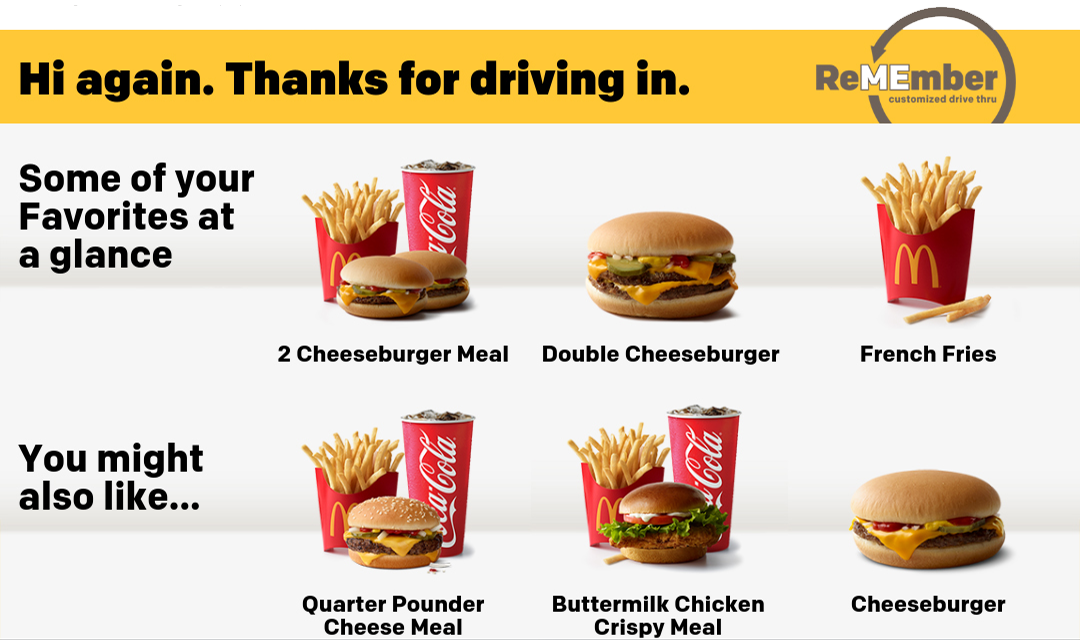 Hi again. Thanks for driving in.
ReMEmber
customized drive thru
Some of your
Favorites at
a glance
Coca-Cola
2 Cheeseburger Meal
Double Cheeseburger
French Fries
You might
also like...
Coca-Cola
Coca-Cola
Quarter Pounder
Cheese Meal
Buttermilk Chicken
Crispy Meal
Cheeseburger